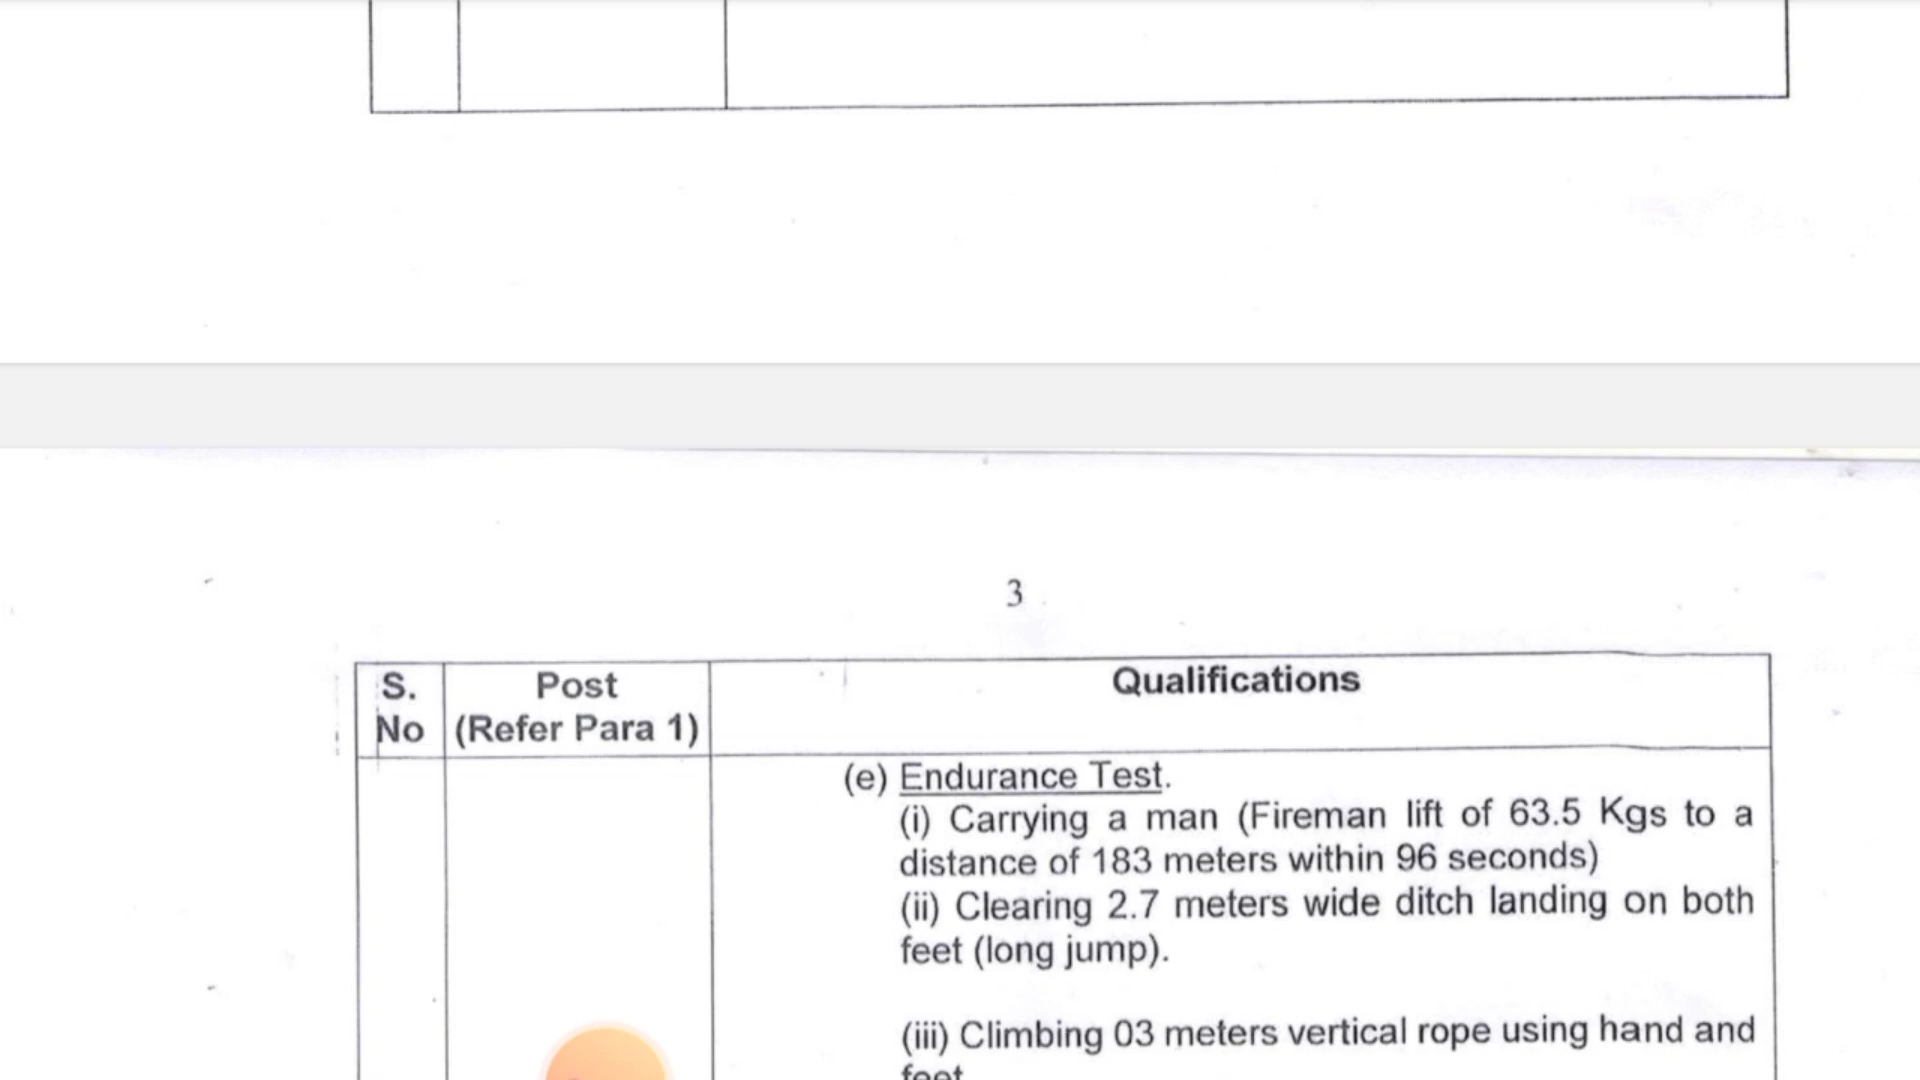 3
S.
No
Post
(Refer Para 1)
Qualifications
(e) Endurance Test.
(i) Carrying a man (Fireman lift of 63.5 Kgs to a
distance of 183 meters within 96 seconds)
(ii) Clearing 2.7 meters wide ditch landing on both
feet (long jump).
(iii) Climbing 03 meters vertical rope using hand and
feet